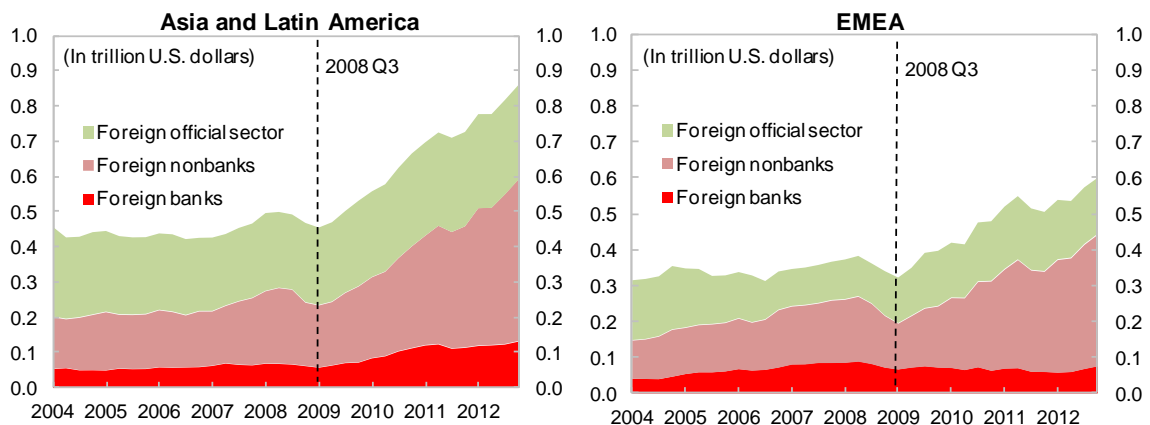 Asia and Latin America
1.0 1.0
(In trillion U.S. dollars)
0.9 0.9
2008 Q3
0.8 0.8
0.7 Foreign official sector 0.7
0.6 Foreign nonbanks 0.6
0.5 Foreign banks 0.5
0.4 0.4
0.3 0.3
0.2 0.2
0.1 0.1
0.0 0.0
2004 2005 2006 2007 2008 2009 2010 2011 2012
EMEA
1.0 1.0
(In trillion U.S. dollars)
0.9 2008 Q3 0.9
0.8 0.8
0.7 Foreign official sector 0.7
0.6 Foreign nonbanks 0.6
0.5 Foreign banks 0.5
0.4 0.4
0.3 0.3
0.2 0.2
0.1 0.1
0.0 0.0
2004 2005 2006 2007 2008 2009 2010 2011 2012